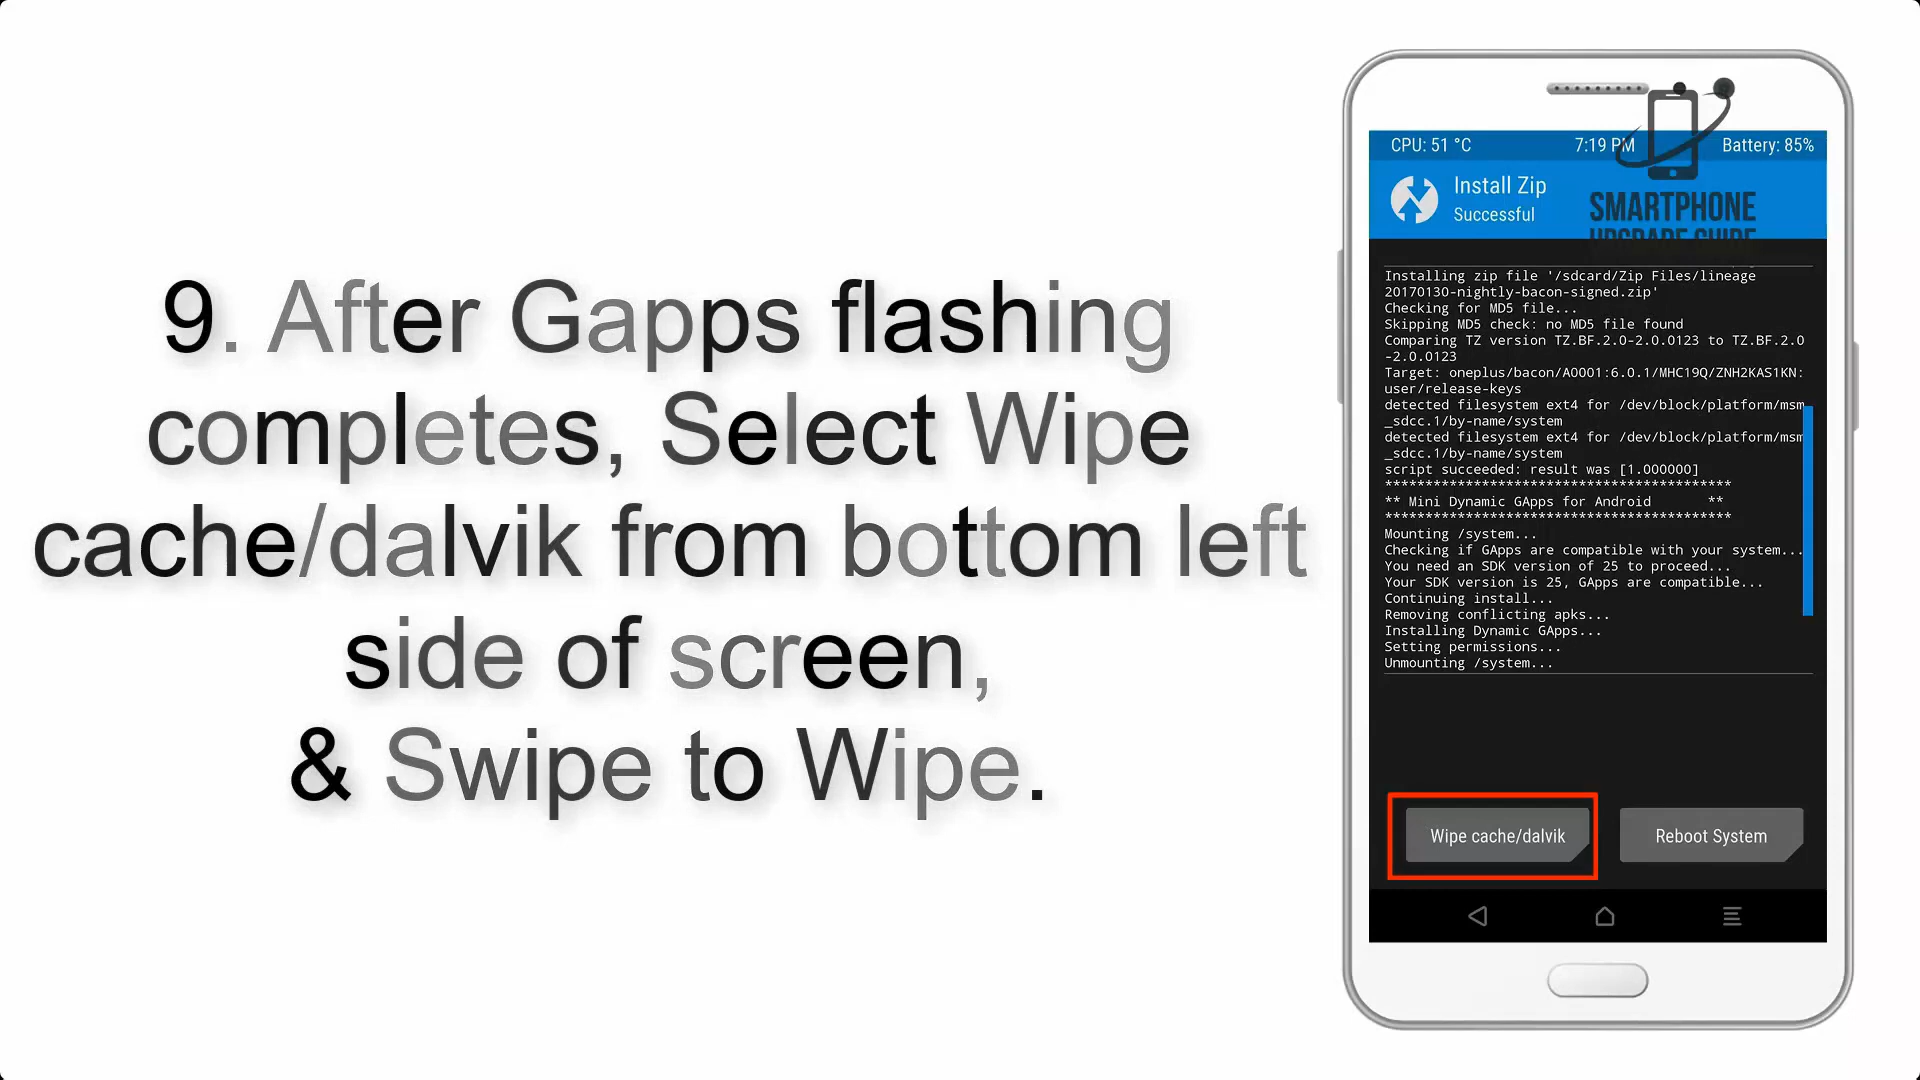 9. After Gapps flashing
completes, Select Wipe
cache/dalvik from bottom left
side of screen,
& Swipe to Wipe.
CPU: 51 °C 7:19 PM Battery: 85%
Install Zip
Successful
SMARTPHONE
UPGRADE GUIDE
Installing zip file '/sdcard/Zip Files/lineage
20170130-nightly-bacon-signed.zip'
Checking for MD5 file...
Skipping MD5 check: no MD5 file found
Comparing TZ version TZ.BF.2.0-2.0.0123 to TZ.BF.2.0
-2.0.0123
Target: oneplus/bacon/A0001:6.0.1/MHC19Q/ZNH2KAS1KN:
user/release-keys
detected filesystem ext4 for /dev/block/platform/msm
_sdcc.1/by-name/system
detected filesystem ext4 for /dev/block/platform/msm
_sdcc.1/by-name/system
script succeeded: result was [1.000000]
*******************************************
** Mini Dynamic GApps for Android **
*******************************************
Mounting /system...
Checking if GApps are compatible with your system...
You need an SDK version of 25 to proceed...
Your SDK version is 25, GApps are compatible...
Continuing install...
Removing conflicting apks...
Installing Dynamic GApps...
Setting permissions...
Unmounting /system...
Wipe cache/dalvik Reboot System